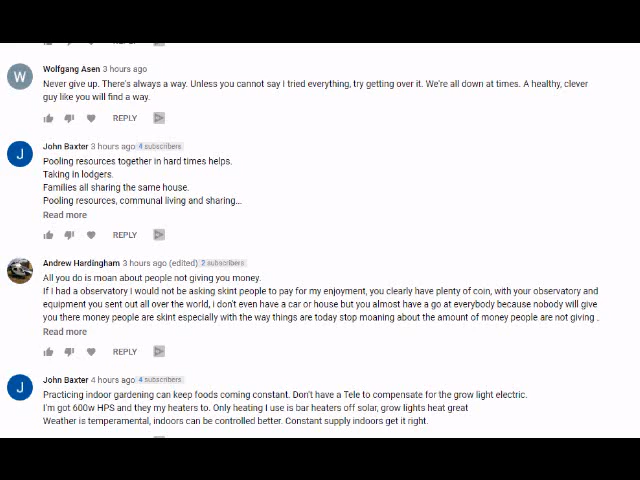 REPLY
W
Wolfgang Asen 3 hours ago
Never give up. There's always a way. Unless you cannot say I tried everything, try getting over it. We're all down at times. A healthy, clever
guy like you will find a way.
REPLY
J
John Baxter 3 hours ago 4 subscribers
Pooling resources together in hard times helps.
Taking in lodgers.
Families all sharing the same house.
Pooling resources, communal living and sharing...
Read more
REPLY
Andrew Hardingham 3 hours ago (edited) 2 subscribers
All you do is moan about people not giving you money.
If I had a observatory i would not be asking skint people to pay for my enjoyment, you clearly have plenty of coin, with your observatory and
equipment you sent out all over the world, i don't even have a car or house but you almost have a go at everybody because nobody will give
you there money people are skint especially with the way things are today stop moaning about the amount of money people are not giving .
Read more
REPLY
J
John Baxter 4 hours ago 4 subscribers
Practicing indoor gardening can keep foods coming constant. Don't have a Tele to compensate for the grow light electric.
I'm got 600w HPS and they my heaters to. Only heating I use is bar heaters off solar, grow lights heat great
Weather is temperamental, indoors can be controlled better. Constant supply indoors get it right.